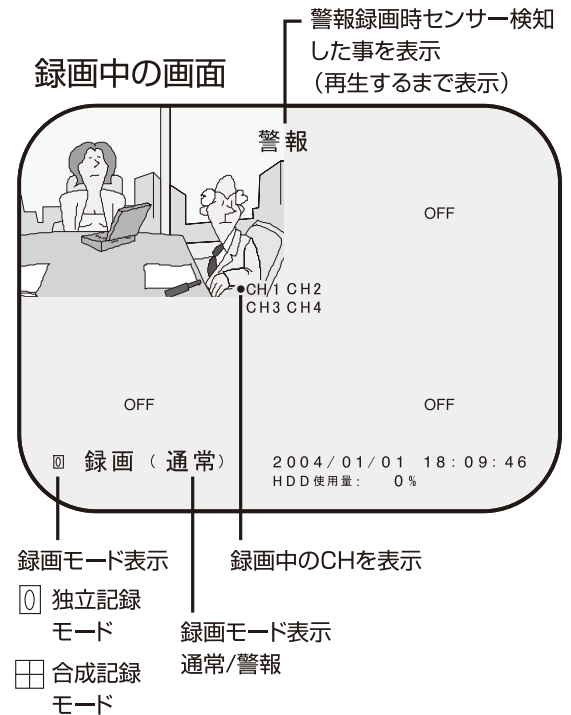 警報録画時センサー検知
した事を表示
（再生するまで表示）
録画中の画面
警報
OFF
●CH1 CH2
CH3 CH4
OFF
OFF
録画（通常）
2004/01/01 18:09:46
HDD使用量： 0%
録画モード表示
録画中のCHを表示
独立記録
モード
録画モード表示
通常/警報
合成記録
モード